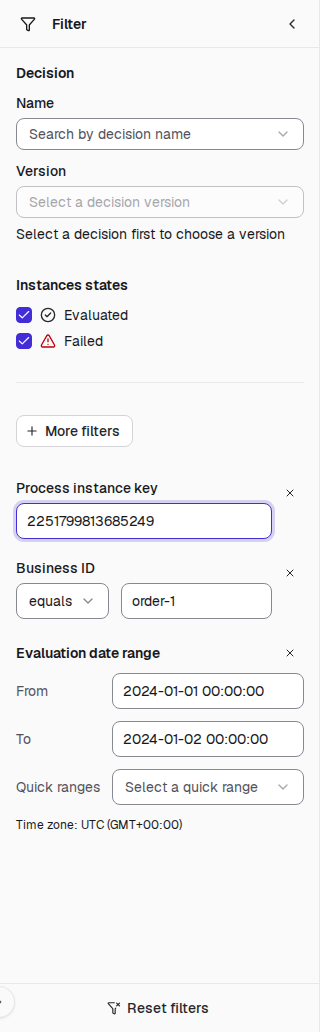 Filter
Decision
Name
Search by decision name
Version
Select a decision version
Select a decision first to choose a version
Instances states
Evaluated
Failed
More filters
Process instance key
2251799813685249
Business ID
equals order-1
Evaluation date range
From 2024-01-01 00:00:00
To 2024-01-02 00:00:00
Quick ranges Select a quick range
Time zone: UTC (GMT+00:00)
Reset filters